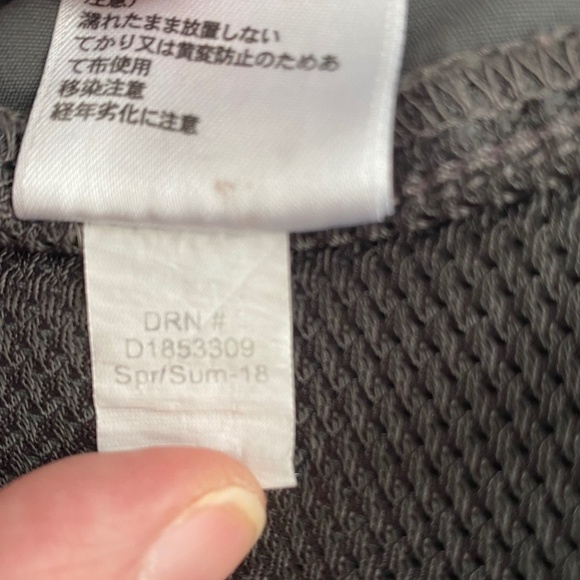 濡れたまま放置しない
てかり又は黄変防止のためあ
て布使用
移染注意
経年劣化に注意
DRN #
D1853309
Spr/Sum-18